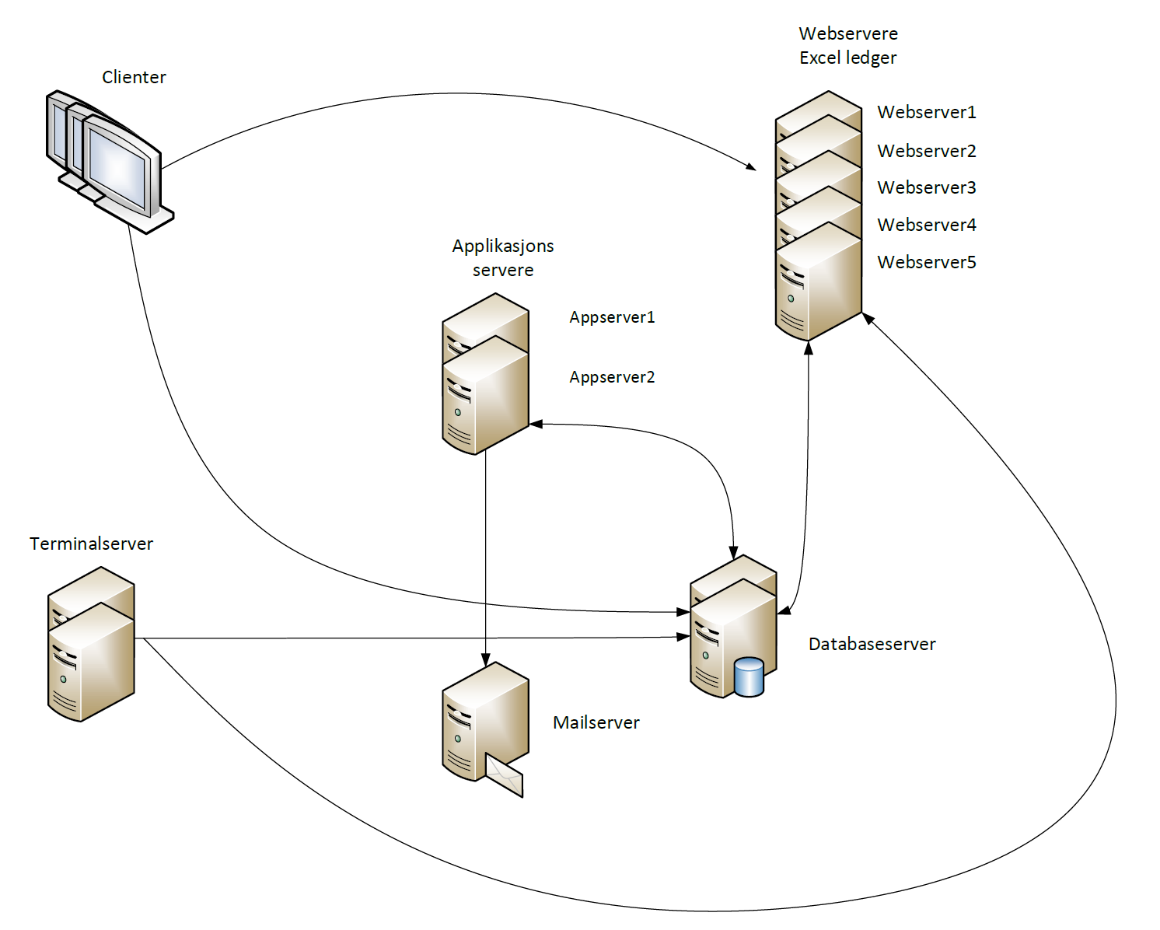 Webservere
Excel ledger
Clienter
Webserver1
Webserver2
Webserver3
Webserver4
Webserver5
Applikasjons
servere
Appserver1
Appserver2
Terminalserver
Databaseserver
Mailserver